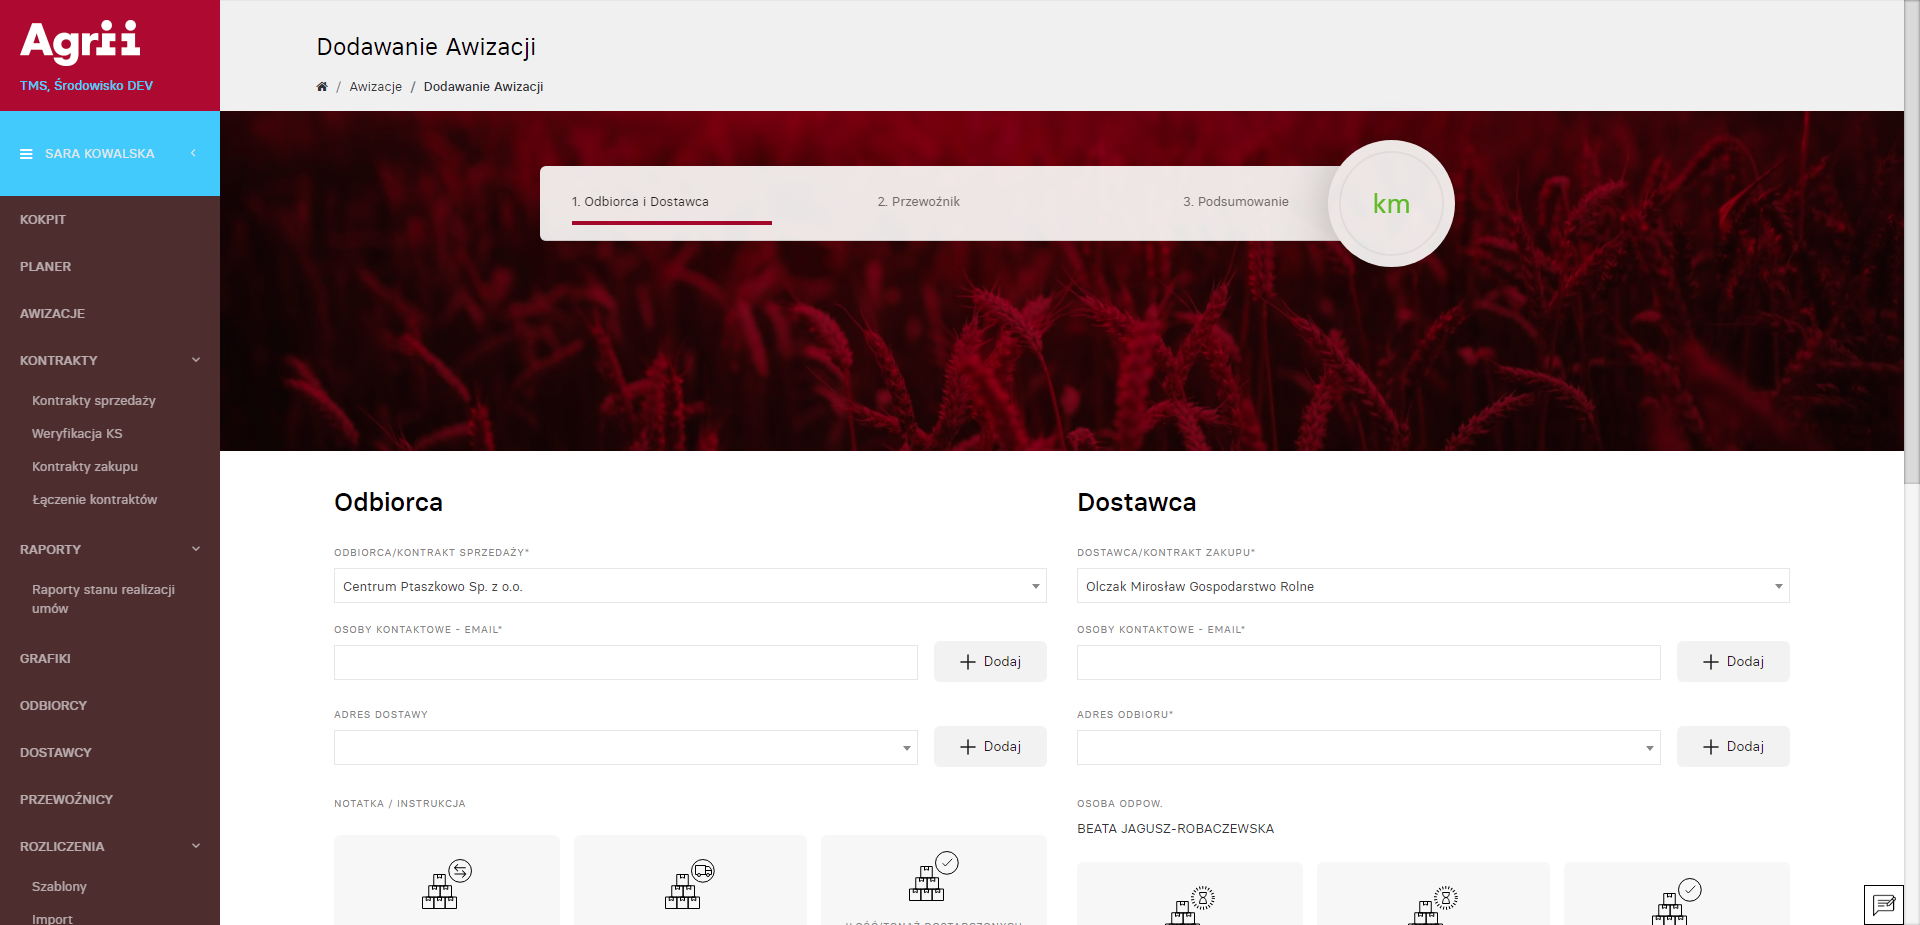 Agrii
TMS, Środowisko DEV
SARA KOWALSKA
KOKPIT
PLANER
AWIZACJE
KONTRAKTY
Kontrakty sprzedaży
Weryfikacja KS
Kontrakty zakupu
Łączenie kontraktów
RAPORTY
Raporty stanu realizacji
umów
GRAFIKI
ODBIORCY
DOSTAWCY
PRZEWOŹNICY
ROZLICZENIA
Szablony
Import
Dodawanie Awizacji
/ Awizacje / Dodawanie Awizacji
1. Odbiorca i Dostawca
2. Przewoźnik
3. Podsumowanie
km
Odbiorca
ODBIORCA/KONTRAKT SPRZEDAŻY*
Centrum Ptaszkowo Sp. z o.o.
OSOBY KONTAKTOWE - EMAIL*
Dodaj
ADRES DOSTAWY
Dodaj
NOTATKA / INSTRUKCJA
ILOŚĆ/TONAŻ DOSTARCZONYCH
Dostawca
DOSTAWCA/KONTRAKT ZAKUPU*
Olczak Mirosław Gospodarstwo Rolne
OSOBY KONTAKTOWE - EMAIL*
Dodaj
ADRES ODBIORU*
Dodaj
OSOBA ODPOW.
BEATA JAGUSZ-ROBACZEWSKA